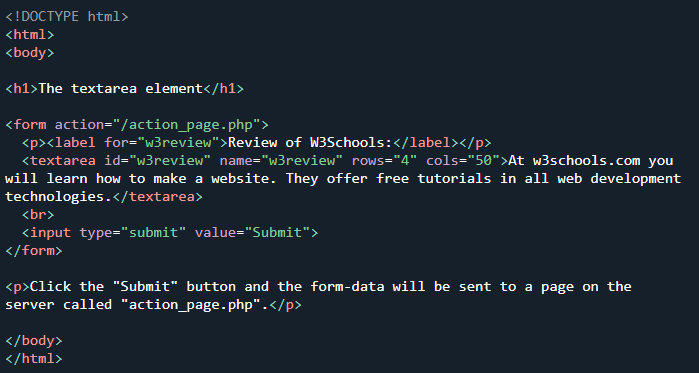 <!DOCTYPE html>
<html>
<body>
<h1>The textarea element</h1>
<form action="/action_page.php">
<p><label for="w3review">Review of W3Schools:</label></p>
<textarea id="w3review" name="w3review" rows="4" cols="50">At w3schools.com you
will learn how to make a website. They offer free tutorials in all web development
technologies.</textarea>
<br>
<input type="submit" value="Submit">
</form>
<p>Click the "Submit" button and the form-data will be sent to a page on the
server called "action_page.php".</p>
</body>
</html>